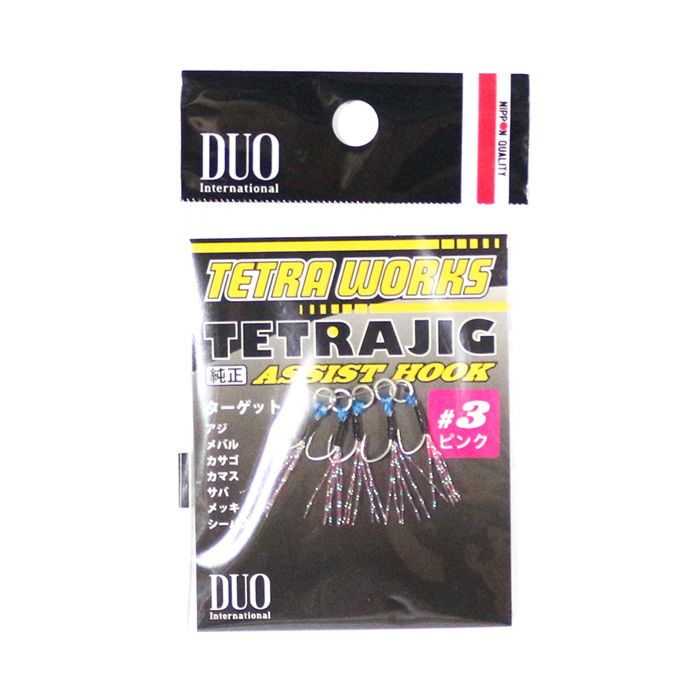 DUO
International
NIPPON QUALITY
TETRA WORKS
TETRAJIG
純正 ASSIST HOOK
ターゲット
アジ
メバル
カサゴ
カマス
サバ
メッキ
#3
ピンク
DUO
International